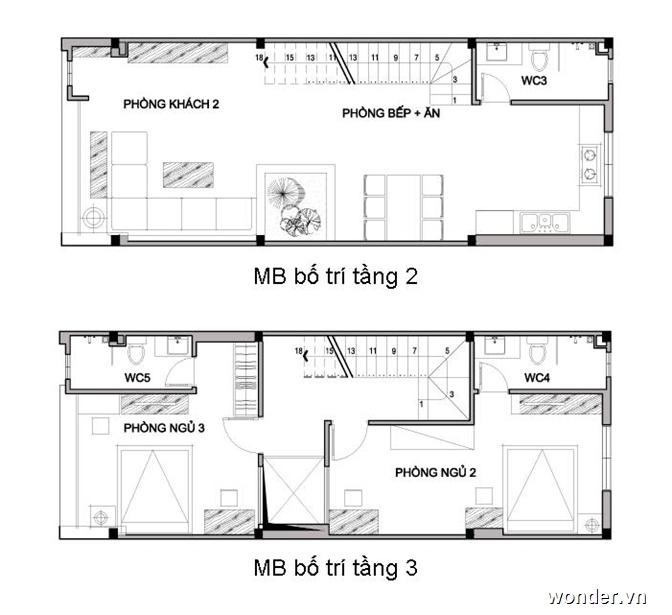 18 15 13 11 13 11 9 7 5
3
1
WC3
PHÒNG KHÁCH 2
PHÒNG BẾP + ĂN
MB bố trí tầng 2
18 15 13 11 9 7 5
3
1
WC5
WC4
PHÒNG NGỦ 3
PHÒNG NGỦ 2
MB bố trí tầng 3
wonder.vn